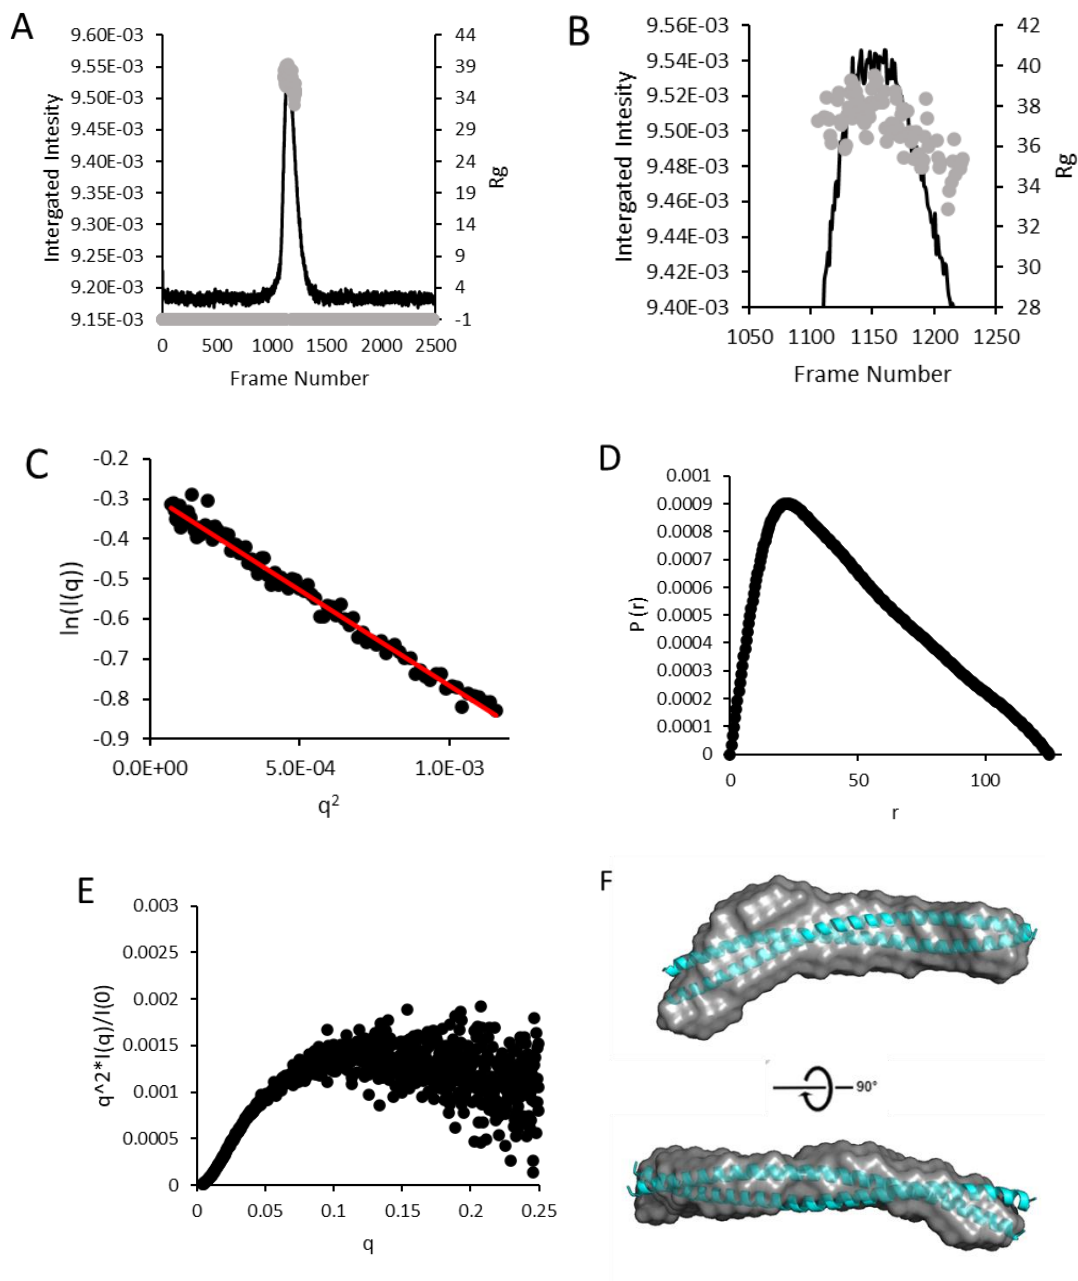 A
9.60E-03
9.55E-03
9.50E-03
9.45E-03
9.40E-03
9.35E-03
9.30E-03
9.25E-03
9.20E-03
9.15E-03
Intergated Intesity
44
39
34
29
24
19
14
9
4
-1
Rg
0 500 1000 1500 2000 2500
Frame Number
B
9.56E-03
9.54E-03
9.52E-03
9.50E-03
9.48E-03
9.46E-03
9.44E-03
9.42E-03
9.40E-03
Intergated Intesity
42
40
38
36
34
32
30
28
Rg
1050 1100 1150 1200 1250
Frame Number
C
-0.2
-0.3
-0.4
-0.5
-0.6
-0.7
-0.8
-0.9
ln(I(q))
0.0E+00 5.0E-04 1.0E-03
q²
D
0.001
0.0009
0.0008
0.0007
0.0006
0.0005
0.0004
0.0003
0.0002
0.0001
0
P (r)
0 50 100
r
E
0.003
0.0025
0.002
0.0015
0.001
0.0005
0
q^2*I(q)/I(0)
0 0.05 0.1 0.15 0.2 0.25
q
F
90°